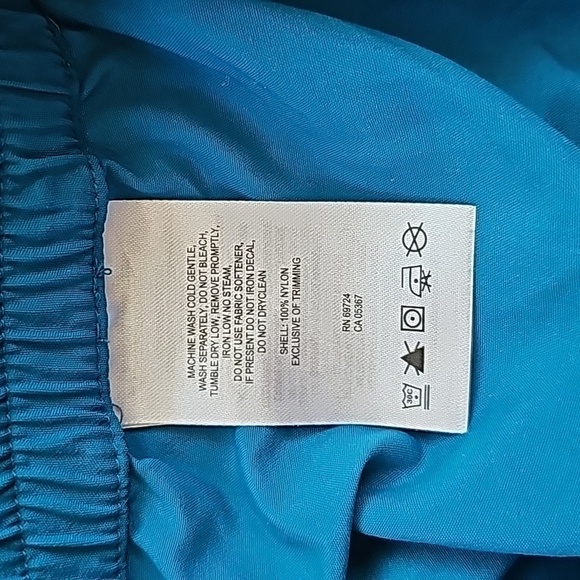 MACHINE WASH COLD GENTLE,
WASH SEPARATELY, DO NOT BLEACH,
TUMBLE DRY LOW, REMOVE PROMPTLY,
IRON LOW NO STEAM,
DO NOT USE FABRIC SOFTENER,
IF PRESENT DO NOT IRON DECAL,
DO NOT DRYCLEAN
SHELL: 100% NYLON
EXCLUSIVE OF TRIMMING
RN 69724
CA 05367
30C